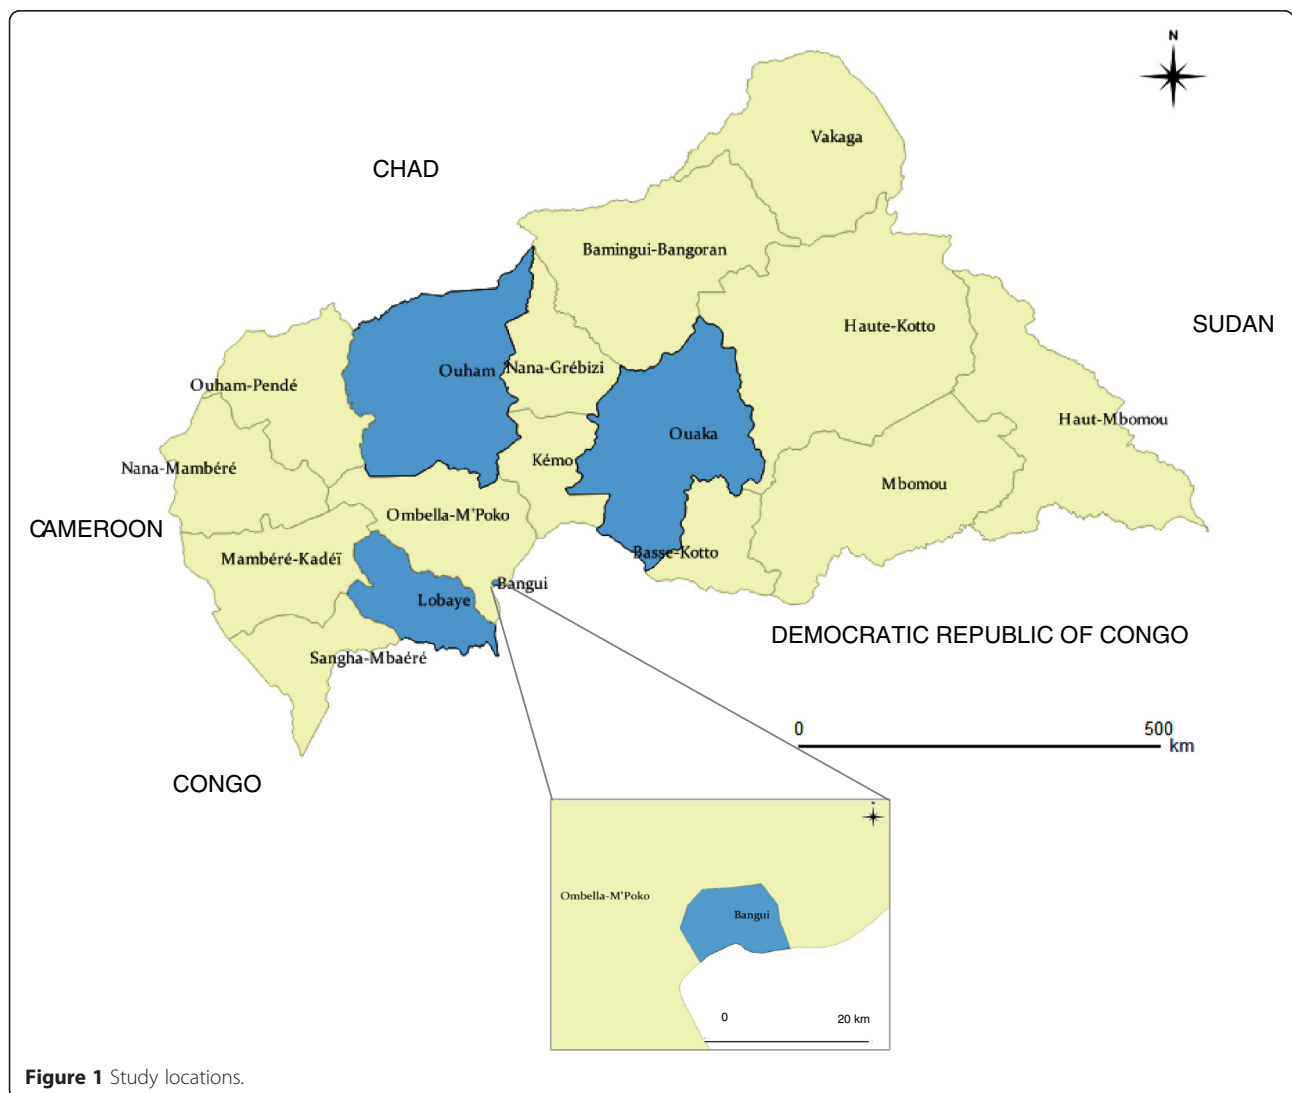 N
Vakaga
CHAD
Bamingui-Bangoran
SUDAN
Haute-Kotto
Ouham
Nana-Grébizi
Ouham-Pendé
Haut-Mbomou
Ouaka
Kémo
Nana-Mambéré
Mbomou
Ombella-M'Poko
CAMEROON
Basse-Kotto
Mambéré-Kadéï
Bangui
Lobaye
DEMOCRATIC REPUBLIC OF CONGO
Sangha-Mbaéré
0 500
km
CONGO
N
Ombella-M'Poko
Bangui
0 20 km
Figure 1 Study locations.